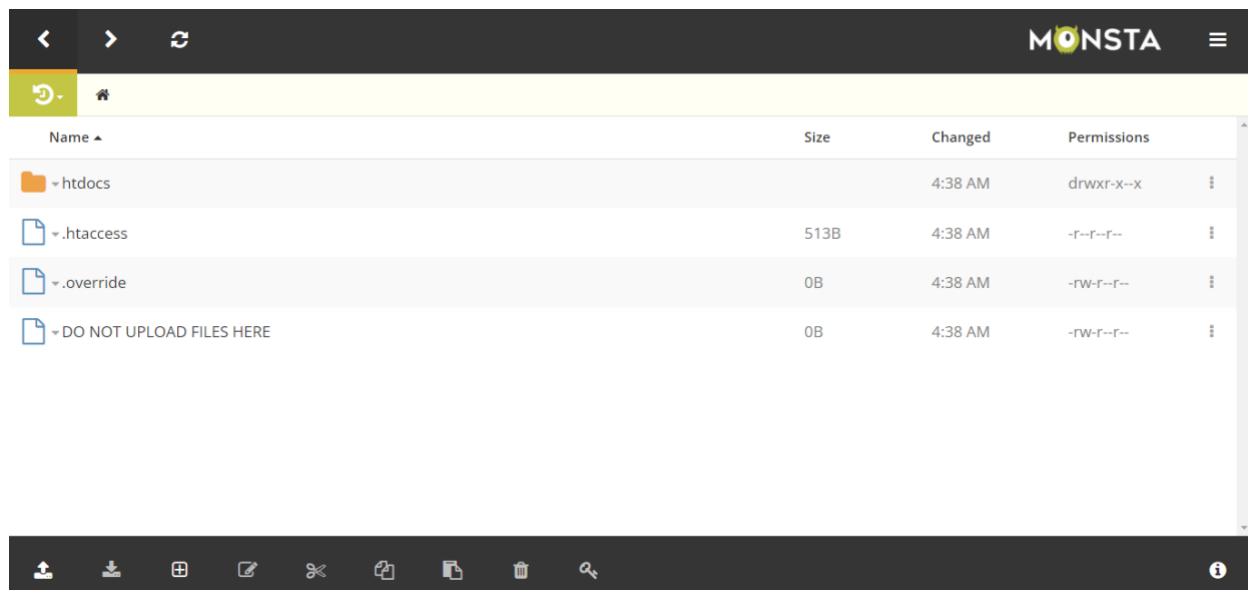 MONSTA
Name Size Changed Permissions
htdocs 4:38 AM drwxr-x--x
.htaccess 513B 4:38 AM -r--r--r--
.override 0B 4:38 AM -rw-r--r--
DO NOT UPLOAD FILES HERE 0B 4:38 AM -rw-r--r--